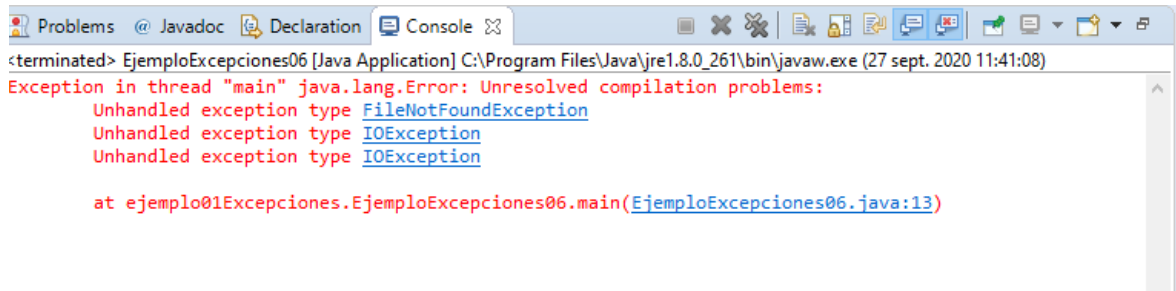 Problems @ Javadoc Declaration Console
<terminated> EjemploExcepciones06 [Java Application] C:\Program Files\Java\jre1.8.0_261\bin\javaw.exe (27 sept. 2020 11:41:08)
Exception in thread "main" java.lang.Error: Unresolved compilation problems:
Unhandled exception type FileNotFoundException
Unhandled exception type IOException
Unhandled exception type IOException
at ejemplo01Excepciones.EjemploExcepciones06.main(EjemploExcepciones06.java:13)